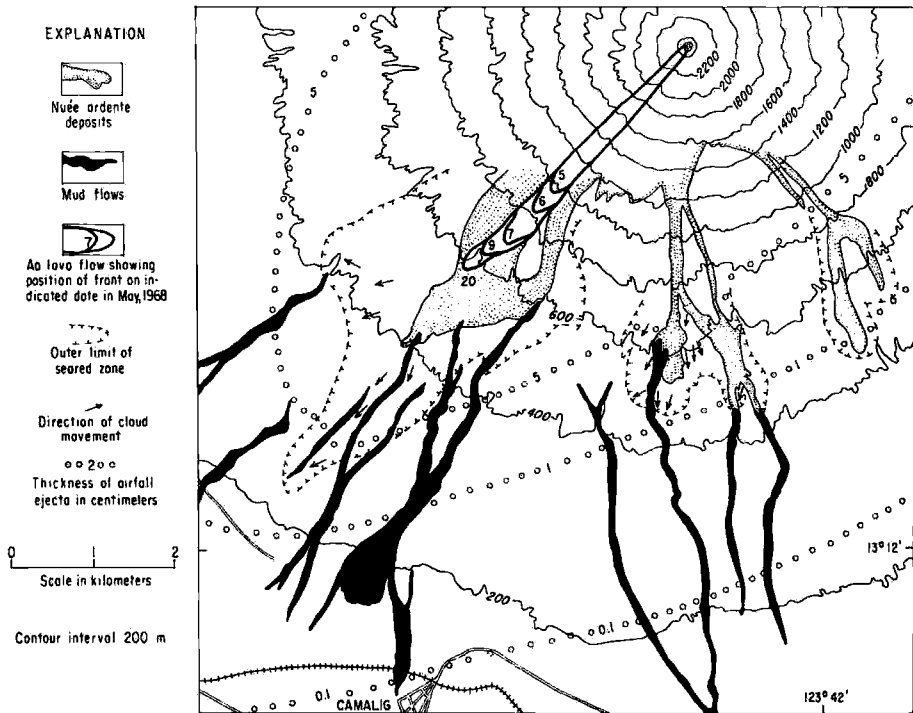 EXPLANATION
Nuée ardente
deposits
Mud flows
7
Aa lava flow showing
position of front on in-
dicated date in May, 1968
Outer limit of
seared zone
Direction of cloud
movement
2
Thickness of airfall
ejecta in centimeters
0 1 2
Scale in kilometers
Contour interval 200 m
2200
2000
1800
1600
1400
1200
1000
800
600
400
200
5
5
5
1
1
0.1
0.1
5
6
7
9
20
13° 12'
123° 42'
CAMALIG